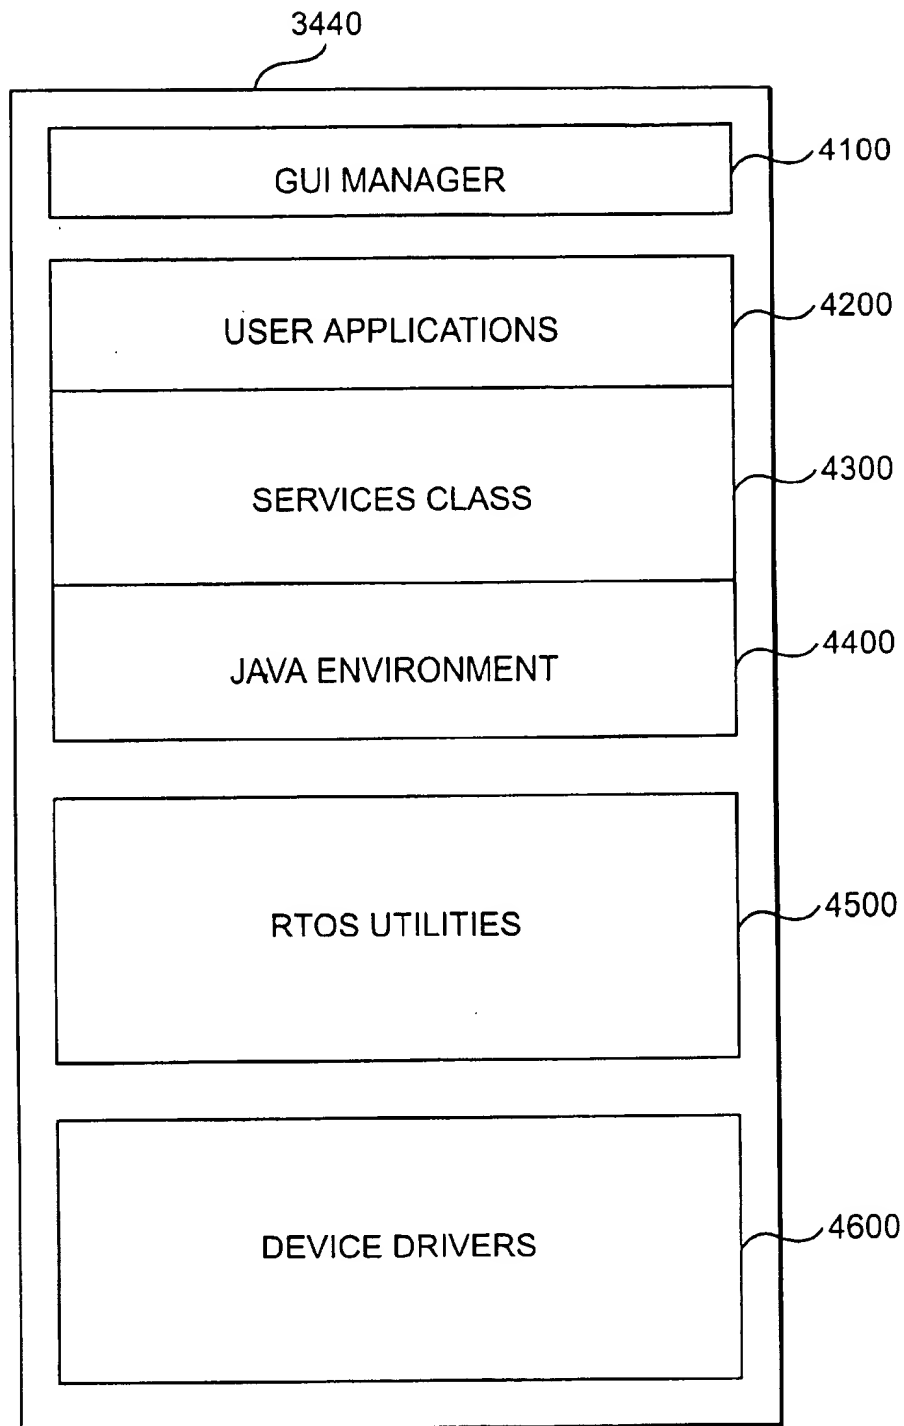 3440
GUI MANAGER
4100
USER APPLICATIONS
4200
SERVICES CLASS
4300
JAVA ENVIRONMENT
4400
RTOS UTILITIES
4500
DEVICE DRIVERS
4600